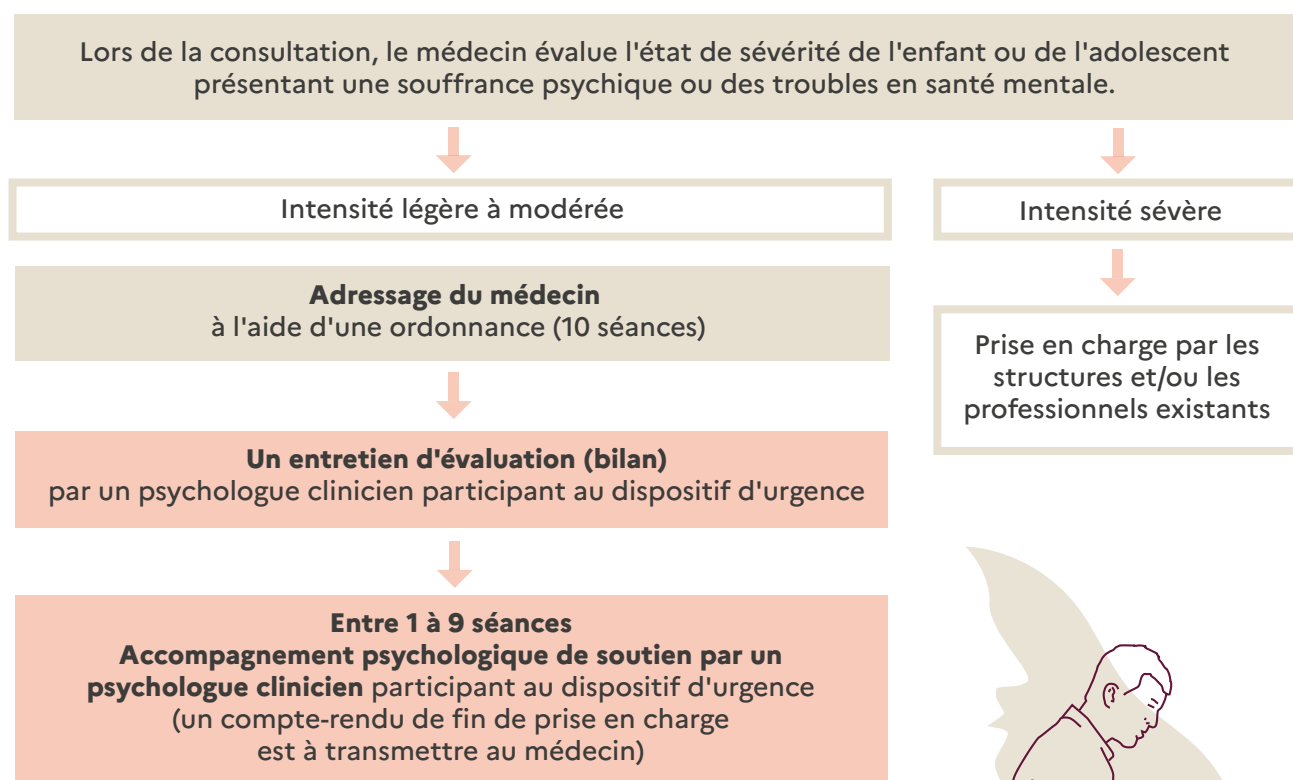 Lors de la consultation, le médecin évalue l'état de sévérité de l'enfant ou de l'adolescent
présentant une souffrance psychique ou des troubles en santé mentale.
Intensité légère à modérée
Intensité sévère
Adressage du médecin
à l'aide d'une ordonnance (10 séances)
Prise en charge par les
structures et/ou les
professionnels existants
Un entretien d'évaluation (bilan)
par un psychologue clinicien participant au dispositif d'urgence
Entre 1 à 9 séances
Accompagnement psychologique de soutien par un
psychologue clinicien participant au dispositif d'urgence
(un compte-rendu de fin de prise en charge
est à transmettre au médecin)